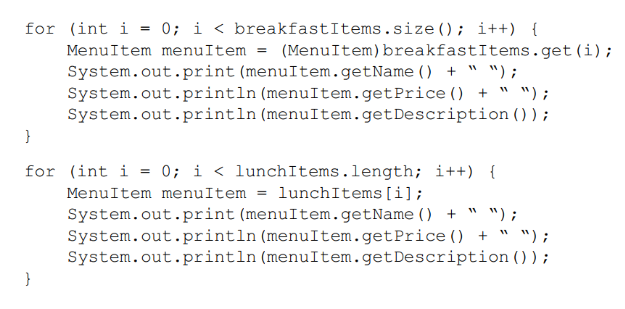 for (int i = 0; i < breakfastItems.size(); i++) {
    MenuItem menuItem = (MenuItem)breakfastItems.get(i);
    System.out.print(menuItem.getName() + “ “);
    System.out.println(menuItem.getPrice() + “ “);
    System.out.println(menuItem.getDescription());
}
for (int i = 0; i < lunchItems.length; i++) {
    MenuItem menuItem = lunchItems[i];
    System.out.print(menuItem.getName() + “ “);
    System.out.println(menuItem.getPrice() + “ “);
    System.out.println(menuItem.getDescription());
}